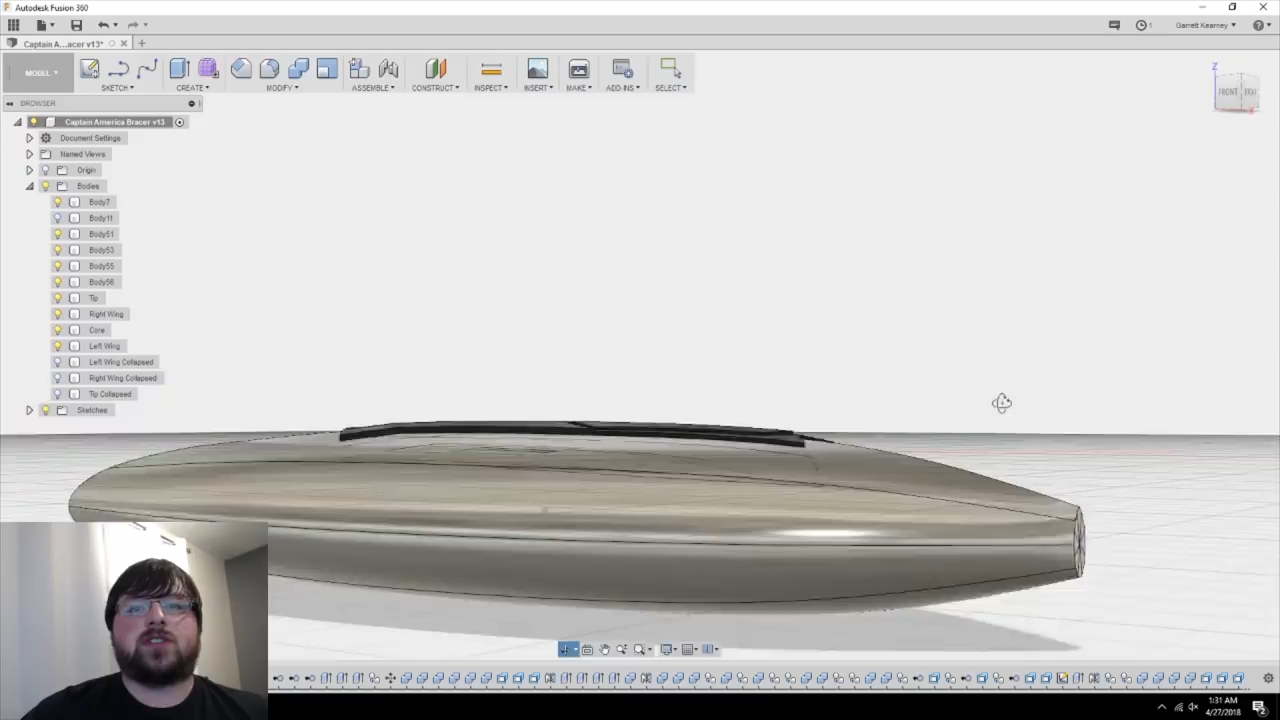 Autodesk Fusion 360
Garrett Kearney
1
Captain A...acer v13*
MODEL
SKETCH
CREATE
MODIFY
ASSEMBLE
CONSTRUCT
INSPECT
INSERT
MAKE
ADD-INS
SELECT
Z
FRONT
X
BROWSER
Captain America Bracer v13
Document Settings
Named Views
Origin
Bodies
Body7
Body11
Body51
Body53
Body55
Body56
Tip
Right Wing
Core
Left Wing
Left Wing Collapsed
Right Wing Collapsed
Tip Collapsed
Sketches
1:31 AM
4/27/2018
2